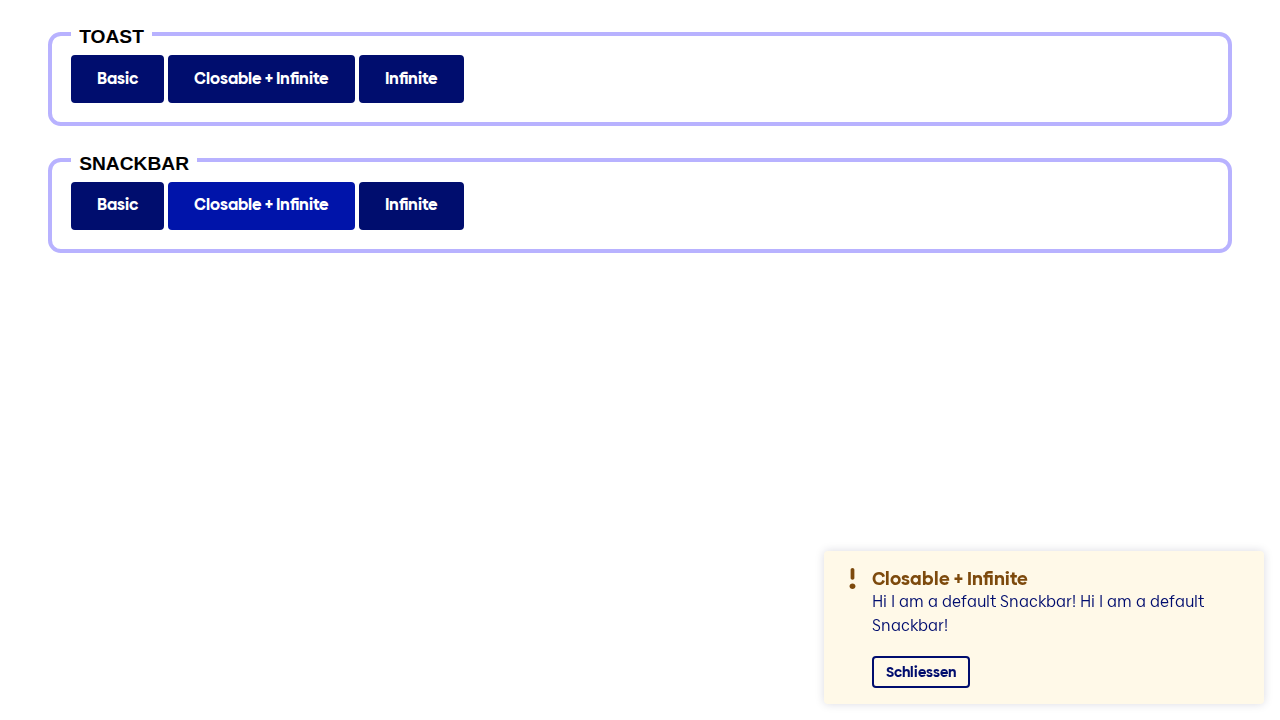 TOAST
Basic Closable + Infinite Infinite
SNACKBAR
Basic Closable + Infinite Infinite
Closable + Infinite
Hi I am a default Snackbar! Hi I am a default
Snackbar!
Schliessen